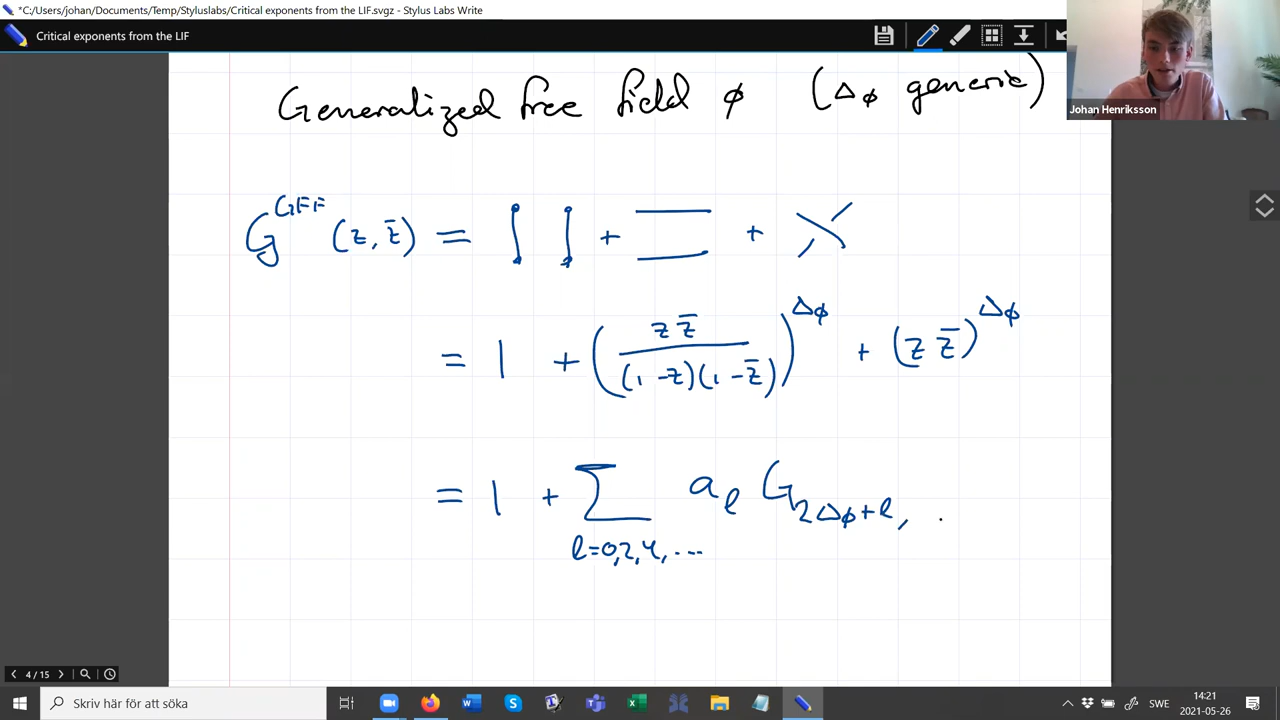 *C:/Users/johan/Documents/Temp/Styluslabs/Critical exponents from the LIF.svgz - Stylus Labs Write
Critical exponents from the LIF
Johan Henriksson
Generalized free field φ (Δφ generic)
G^GFF (z, z̄) = + +
= 1 + (z z̄ / (1-z)(1-z̄))^Δφ + (z z̄)^Δφ
= 1 + Σ_{ℓ=0,2,4,...} a_ℓ G_{2Δφ+ℓ,
4/15
Skriv här för att söka
SWE
14:21
2021-05-26